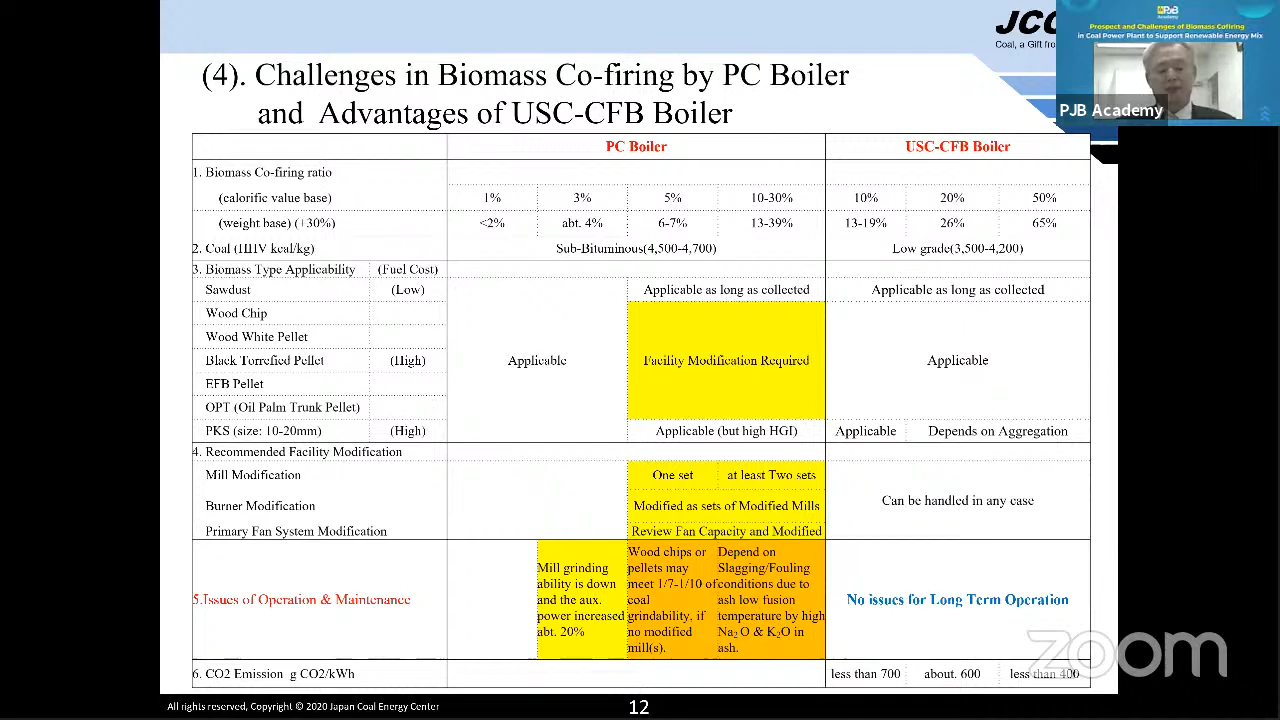 JCO
Coal, a Gift from
PJB
Academy
Prospect and Challenges of Biomass Cofiring
in Coal Power Plant to Support Renewable Energy Mix
PJB Academy
(4). Challenges in Biomass Co-firing by PC Boiler
and Advantages of USC-CFB Boiler
PC Boiler USC-CFB Boiler
1. Biomass Co-firing ratio
(calorific value base) 1% 3% 5% 10-30% 10% 20% 50%
(weight base) (+30%) <2% abt. 4% 6-7% 13-39% 13-19% 26% 65%
2. Coal (HHV kcal/kg) Sub-Bituminous(4,500-4,700) Low grade(3,500-4,200)
3. Biomass Type Applicability (Fuel Cost)
Sawdust (Low) Applicable as long as collected Applicable as long as collected
Wood Chip
Wood White Pellet
Black Torrefied Pellet (High) Applicable Facility Modification Required Applicable
EFB Pellet
OPT (Oil Palm Trunk Pellet)
PKS (size: 10-20mm) (High) Applicable (but high HGI) Applicable Depends on Aggregation
4. Recommended Facility Modification
Mill Modification One set at least Two sets
Can be handled in any case
Burner Modification Modified as sets of Modified Mills
Primary Fan System Modification Review Fan Capacity and Modified
5.Issues of Operation & Maintenance
Mill grinding
ability is down
and the aux.
power increased
abt. 20%
Wood chips or
pellets may
meet 1/7-1/10 of
coal
grindability, if
no modified
mill(s).
Depend on
Slagging/Fouling
conditions due to
ash low fusion
temperature by high
Na2O & K2O in
ash.
No issues for Long Term Operation
6. CO2 Emission g CO2/kWh less than 700 about. 600 less than 400
zoom
All rights reserved, Copyright © 2020 Japan Coal Energy Center 12